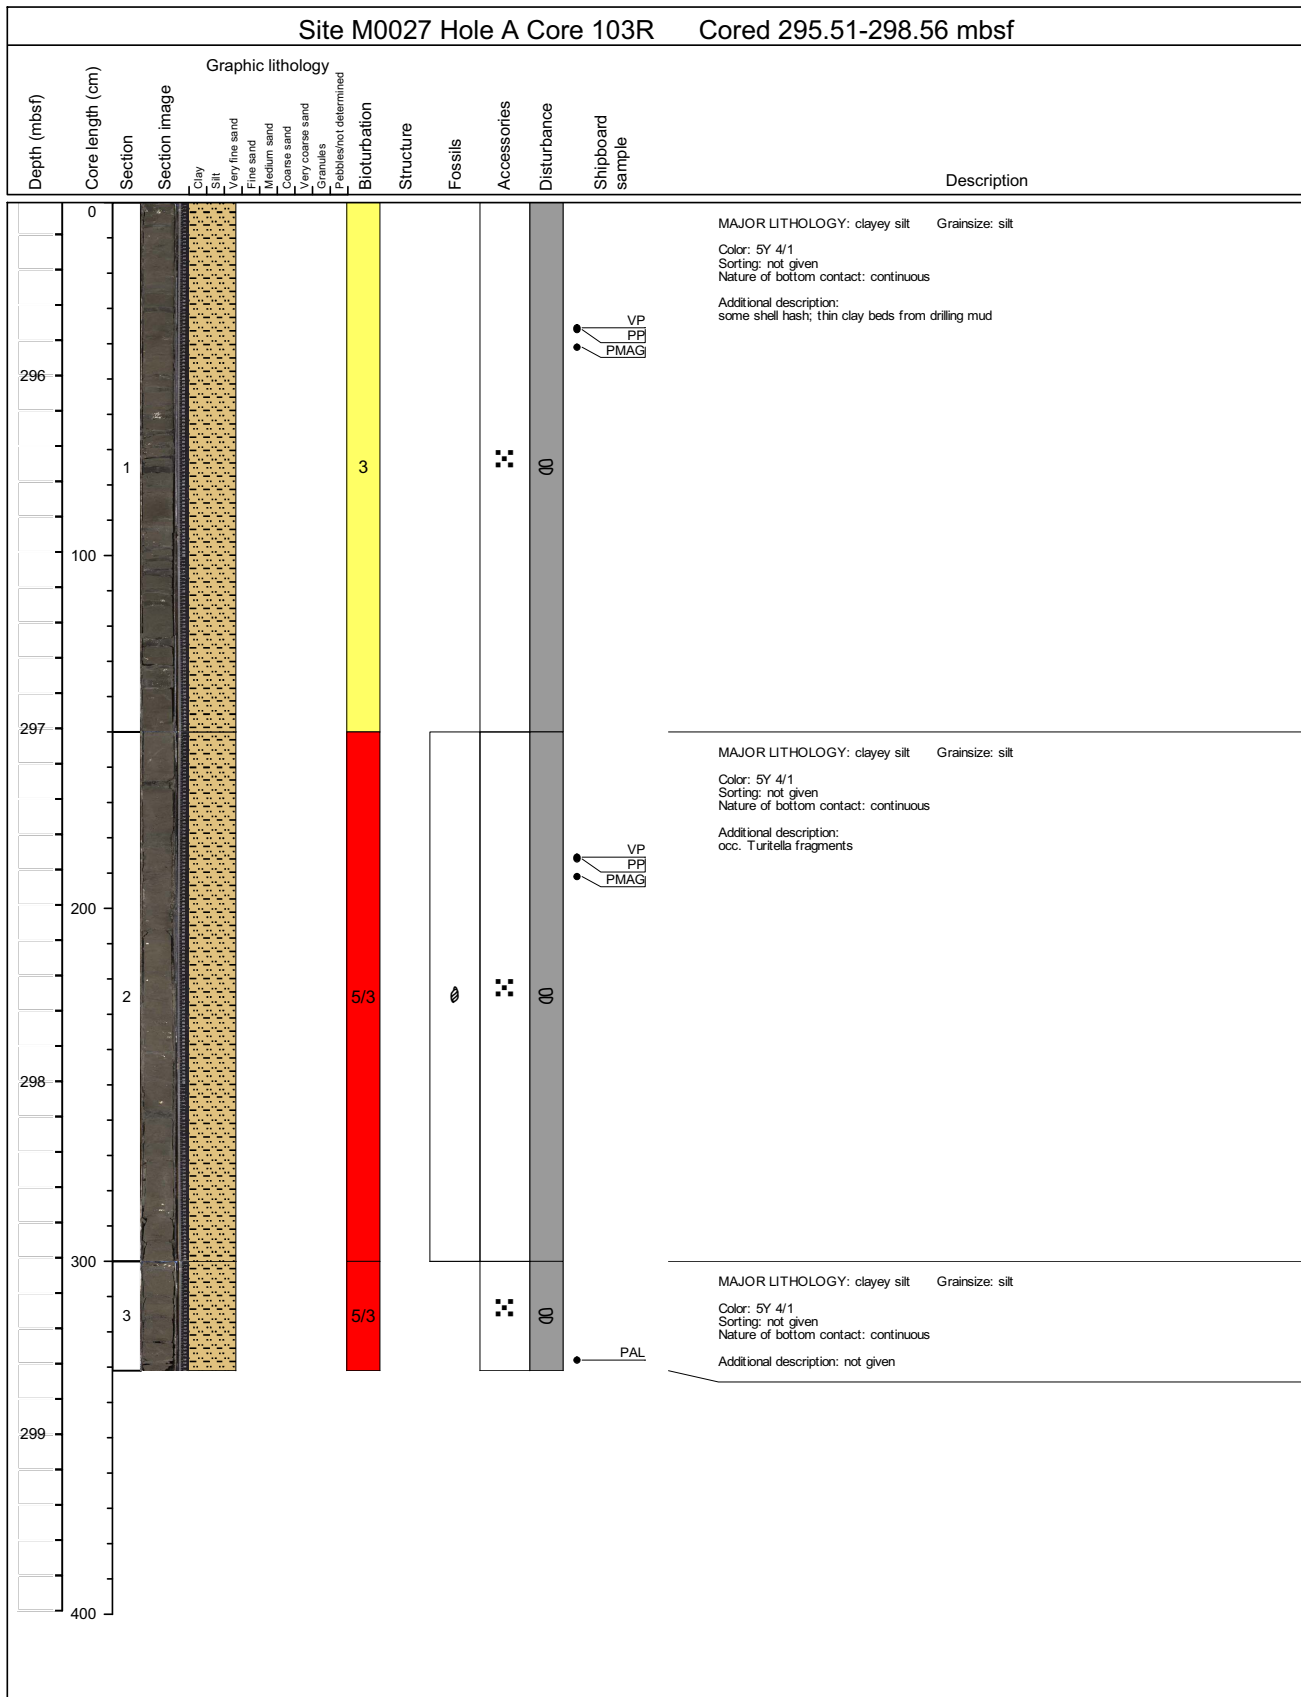 Site M0027 Hole A Core 103R Cored 295.51-298.56 mbsf
Graphic lithology
Depth (mbsf)
Core length (cm)
Section
Section image
Clay
Silt
Very fine sand
Fine sand
Medium sand
Coarse sand
Very coarse sand
Granules
Pebbles/not determined
Bioturbation
Structure
Fossils
Accessories
Disturbance
Shipboard
sample
Description
0
MAJOR LITHOLOGY: clayey silt Grainsize: silt
Color: 5Y 4/1
Sorting: not given
Nature of bottom contact: continuous
Additional description:
some shell hash; thin clay beds from drilling mud
VP
PP
PMAG
296
1
3
100
297
MAJOR LITHOLOGY: clayey silt Grainsize: silt
Color: 5Y 4/1
Sorting: not given
Nature of bottom contact: continuous
Additional description:
occ. Turitella fragments
VP
PP
PMAG
200
2
5/3
298
300
MAJOR LITHOLOGY: clayey silt Grainsize: silt
Color: 5Y 4/1
Sorting: not given
Nature of bottom contact: continuous
Additional description: not given
3
5/3
PAL
299
400